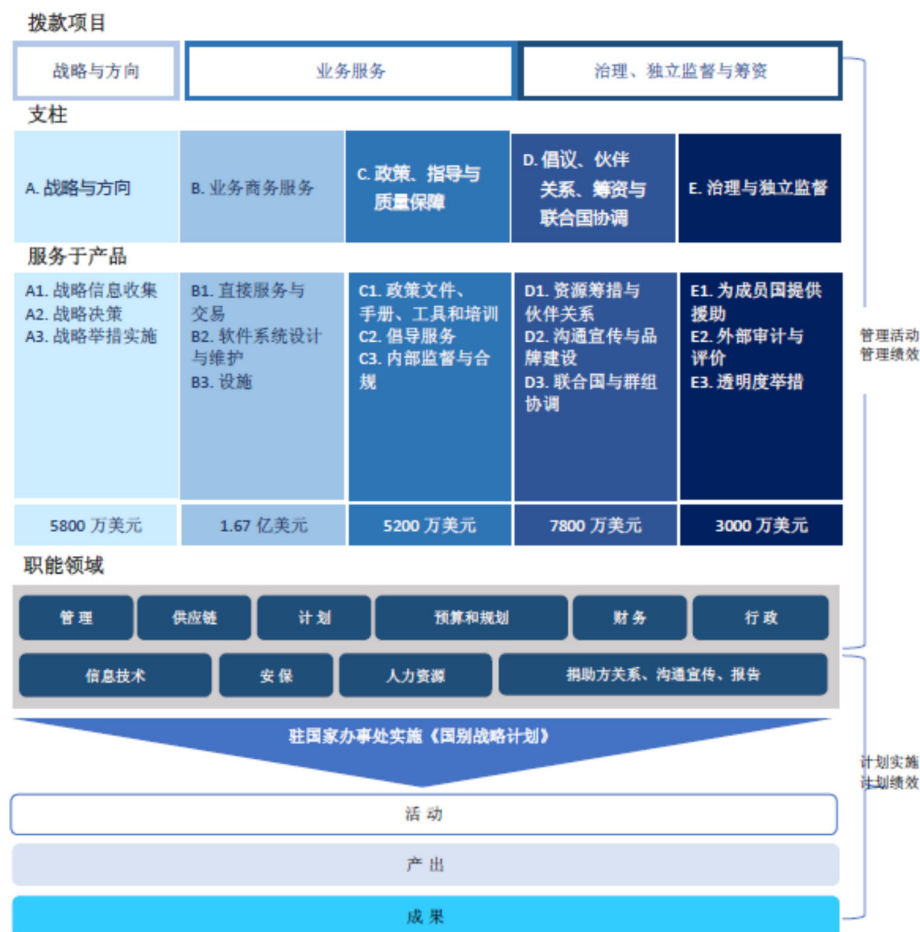 拨款项目
战略与方向
业务服务
治理、独立监督与筹资
支柱
A. 战略与方向
B. 业务商务服务
C. 政策、指导与
质量保障
D. 倡议、伙伴
关系、筹资与
联合国协调
E. 治理与独立监督
服务于产品
A1. 战略信息收集
A2. 战略决策
A3. 战略举措实施
B1. 直接服务与
交易
B2. 软件系统设计
与维护
B3. 设施
C1. 政策文件、
手册、工具和培训
C2. 倡导服务
C3. 内部监督与合
规
D1. 资源筹措与
伙伴关系
D2. 沟通宣传与品
牌建设
D3. 联合国与群组
协调
E1. 为成员国提供
援助
E2. 外部审计与
评价
E3. 透明度举措
管理活动
管理绩效
5800 万美元
1.67 亿美元
5200 万美元
7800 万美元
3000 万美元
职能领域
管 理
供应链
计 划
预算和规划
财 务
行 政
信息技术
安 保
人力资源
捐助方关系、沟通宣传、报告
驻国家办事处实施《国别战略计划》
计划实施
计划绩效
活 动
产 出
成 果